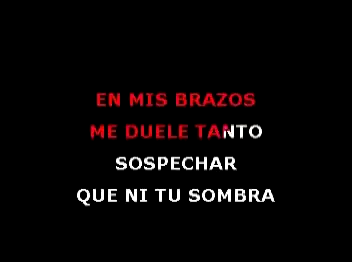 EN MIS BRAZOS
ME DUELE TANTO
SOSPECHAR
QUE NI TU SOMBRA